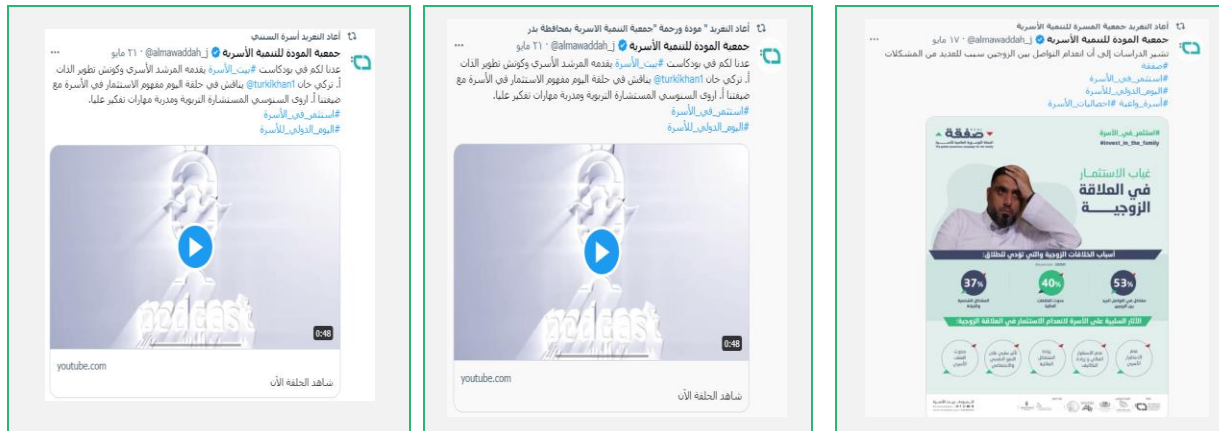 أعاد التغريد جمعية المسرة للتنمية الأسرية
جمعية المودة للتنمية الأسرية @almawaddah_j · ١٧ مايو
تشير الدراسات إلى أن انعدام التواصل بين الزوجين سبب للعديد من المشكلات
#صفقة
#استثمر_في_الأسرة
#اليوم_الدولي_للأسرة
#أسرة_واعية #احصاليات_الأسرة
#استثمر_في_الأسرة
#invest_in_the_family
صفقة
غياب الاستثمـار
في العلاقة
الزوجيـــــة
أسباب الخلافات الزوجية والتي تؤدي للطلاق:
53%
40%
37%
الآثار السلبية على الأسرة لانعدام الاستثمار في العلاقة الزوجية:
أعاد التغريد " مودة ورحمة "جمعية التنمية الاسرية بمحافظة بدر
جمعية المودة للتنمية الأسرية @almawaddah_j · ٢١ مايو
عدنا لكم في بودكاست #بيت_الأسرة يقدمه المرشد الأسري وكوتش تطوير الذات
أ. تركي خان @turkikhan1 يناقش في حلقة اليوم مفهوم الاستثمار في الأسرة مع
ضيفتنا أ. اروى السنوسي المستشارة التربوية ومدربة مهارات تفكير عليا.
#استثمر_في_الأسرة
#اليوم_الدولي_للأسرة
podcast
0:48
youtube.com
شاهد الحلقة الآن
أعاد التغريد أسرة السنبي
جمعية المودة للتنمية الأسرية @almawaddah_j · ٢١ مايو
عدنا لكم في بودكاست #بيت_الأسرة يقدمه المرشد الأسري وكوتش تطوير الذات
أ. تركي خان @turkikhan1 يناقش في حلقة اليوم مفهوم الاستثمار في الأسرة مع
ضيفتنا أ. اروى السنوسي المستشارة التربوية ومدربة مهارات تفكير عليا.
#استثمر_في_الأسرة
#اليوم_الدولي_للأسرة
podcast
0:48
youtube.com
شاهد الحلقة الآن